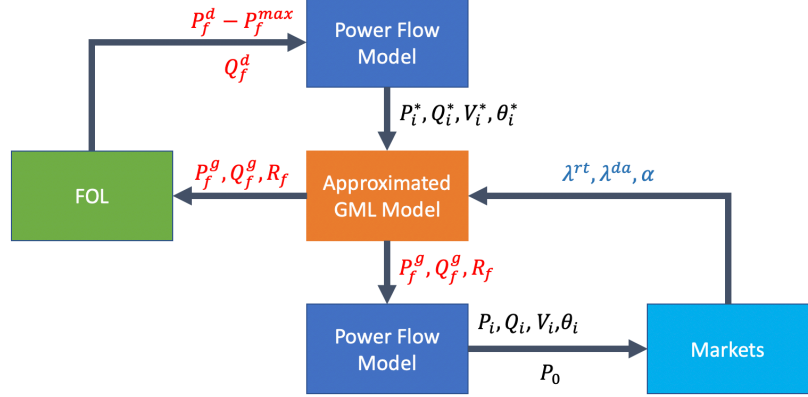 P_f^d − P_f^{max}
Q_f^d
Power Flow
Model
P_i^*, Q_i^*, V_i^*, θ_i^*
FOL
P_f^g, Q_f^g, R_f
Approximated
GML Model
λ^{rt}, λ^{da}, α
P_f^g, Q_f^g, R_f
Power Flow
Model
P_i, Q_i, V_i, θ_i
P_0
Markets